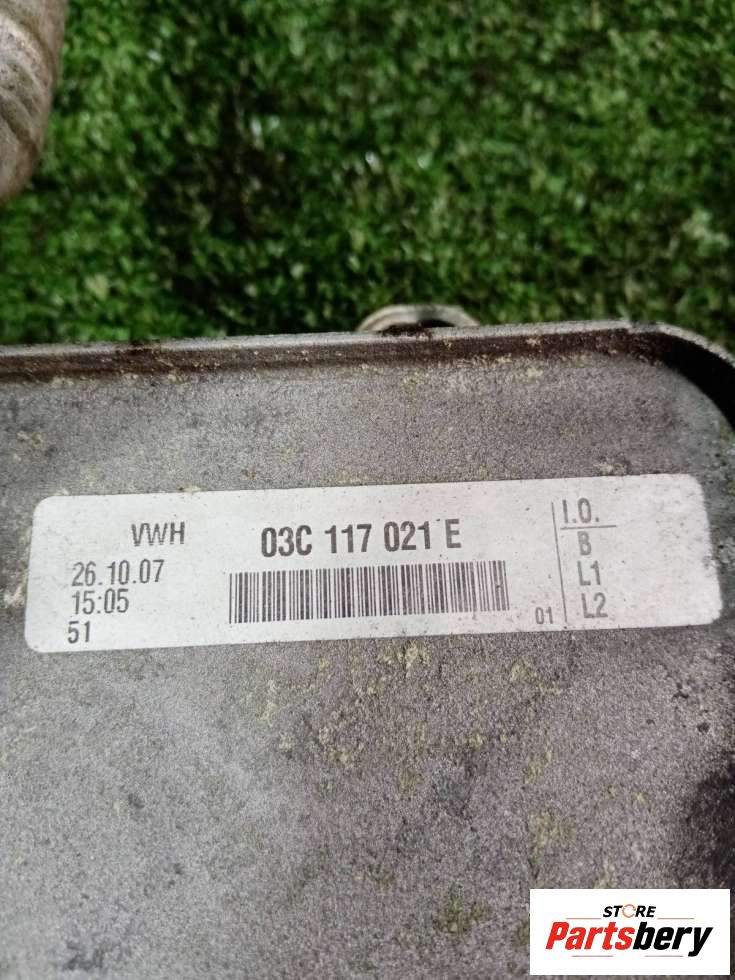 VWH
03C 117 021 E
26.10.07
15:05
51
01
I.O.
B
L1
L2
STORE
Partsbery